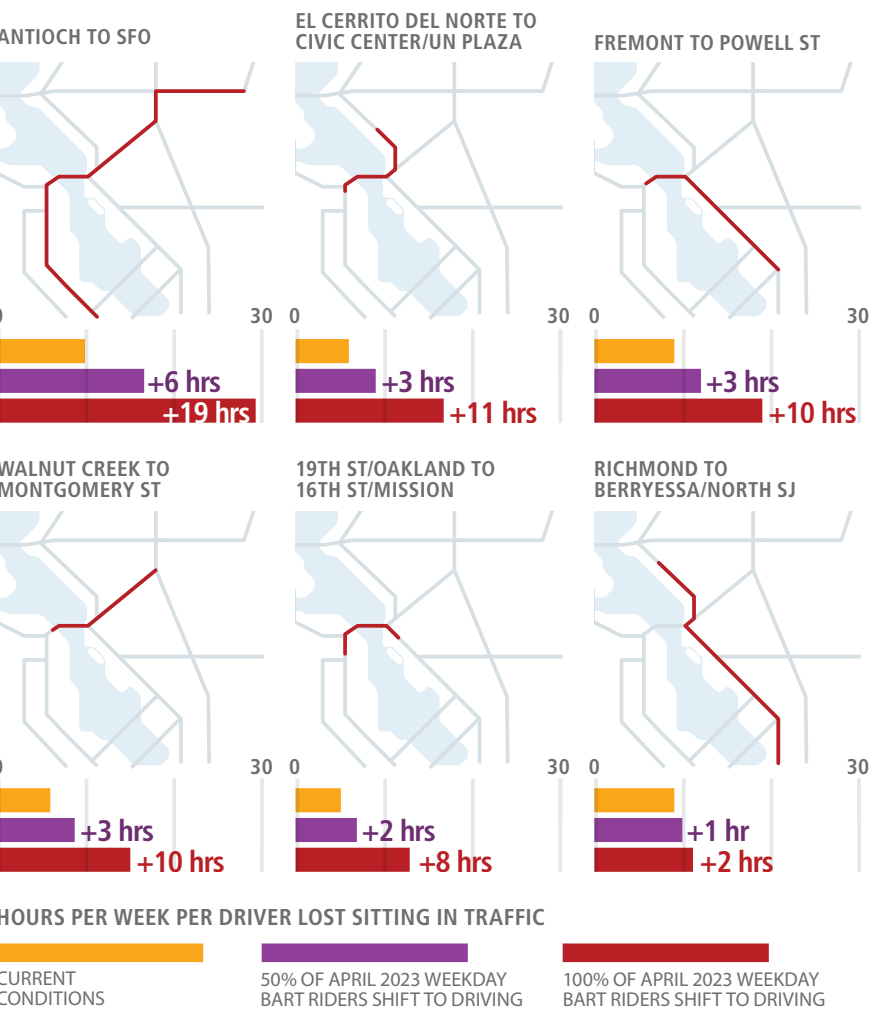 ANTIOCH TO SFO
EL CERRITO DEL NORTE TO
CIVIC CENTER/UN PLAZA
FREMONT TO POWELL ST
0
30
0
30
0
30
+6 hrs
+19 hrs
+3 hrs
+11 hrs
+3 hrs
+10 hrs
WALNUT CREEK TO
MONTGOMERY ST
19TH ST/OAKLAND TO
16TH ST/MISSION
RICHMOND TO
BERRYESSA/NORTH SJ
0
30
0
30
0
30
+3 hrs
+10 hrs
+2 hrs
+8 hrs
+1 hr
+2 hrs
HOURS PER WEEK PER DRIVER LOST SITTING IN TRAFFIC
CURRENT
CONDITIONS
50% OF APRIL 2023 WEEKDAY
BART RIDERS SHIFT TO DRIVING
100% OF APRIL 2023 WEEKDAY
BART RIDERS SHIFT TO DRIVING